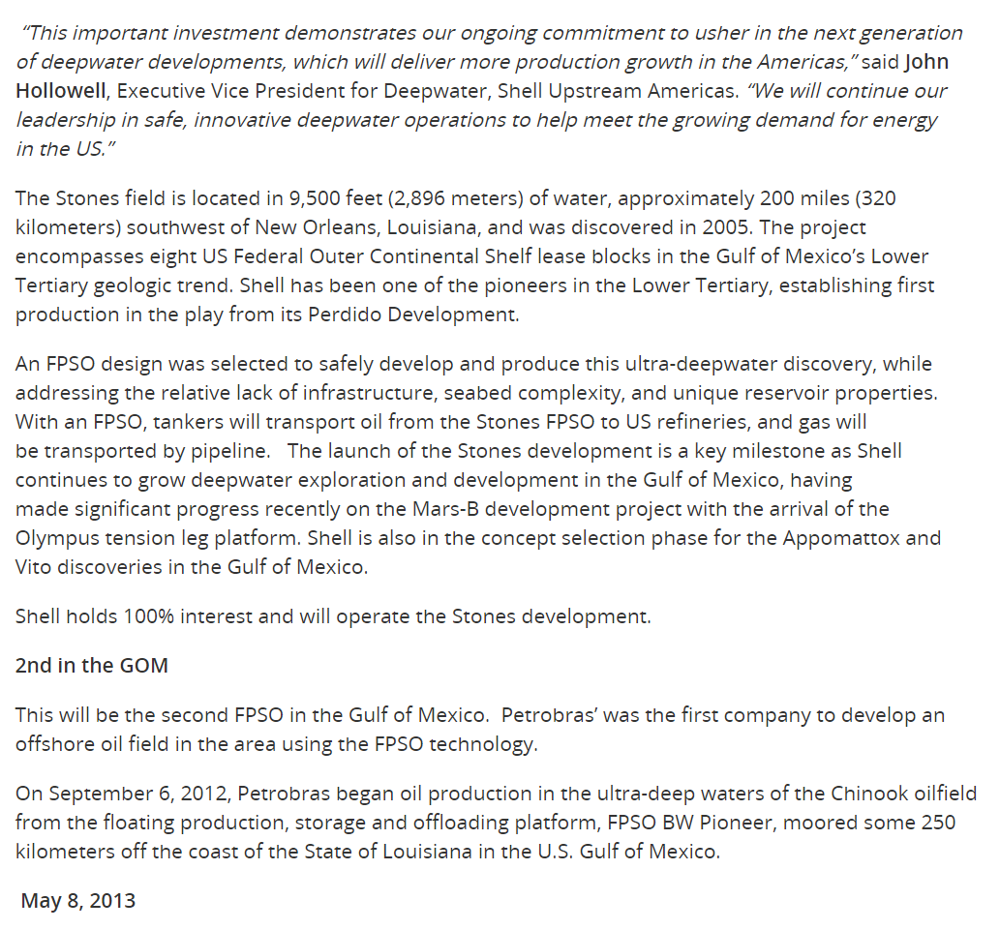 “This important investment demonstrates our ongoing commitment to usher in the next generation
of deepwater developments, which will deliver more production growth in the Americas,” said John
Hollowell, Executive Vice President for Deepwater, Shell Upstream Americas. “We will continue our
leadership in safe, innovative deepwater operations to help meet the growing demand for energy
in the US.”
The Stones field is located in 9,500 feet (2,896 meters) of water, approximately 200 miles (320
kilometers) southwest of New Orleans, Louisiana, and was discovered in 2005. The project
encompasses eight US Federal Outer Continental Shelf lease blocks in the Gulf of Mexico’s Lower
Tertiary geologic trend. Shell has been one of the pioneers in the Lower Tertiary, establishing first
production in the play from its Perdido Development.
An FPSO design was selected to safely develop and produce this ultra-deepwater discovery, while
addressing the relative lack of infrastructure, seabed complexity, and unique reservoir properties.
With an FPSO, tankers will transport oil from the Stones FPSO to US refineries, and gas will
be transported by pipeline.   The launch of the Stones development is a key milestone as Shell
continues to grow deepwater exploration and development in the Gulf of Mexico, having
made significant progress recently on the Mars-B development project with the arrival of the
Olympus tension leg platform. Shell is also in the concept selection phase for the Appomattox and
Vito discoveries in the Gulf of Mexico.
Shell holds 100% interest and will operate the Stones development.
2nd in the GOM
This will be the second FPSO in the Gulf of Mexico.  Petrobras’ was the first company to develop an
offshore oil field in the area using the FPSO technology.
On September 6, 2012, Petrobras began oil production in the ultra-deep waters of the Chinook oilfield
from the floating production, storage and offloading platform, FPSO BW Pioneer, moored some 250
kilometers off the coast of the State of Louisiana in the U.S. Gulf of Mexico.
May 8, 2013